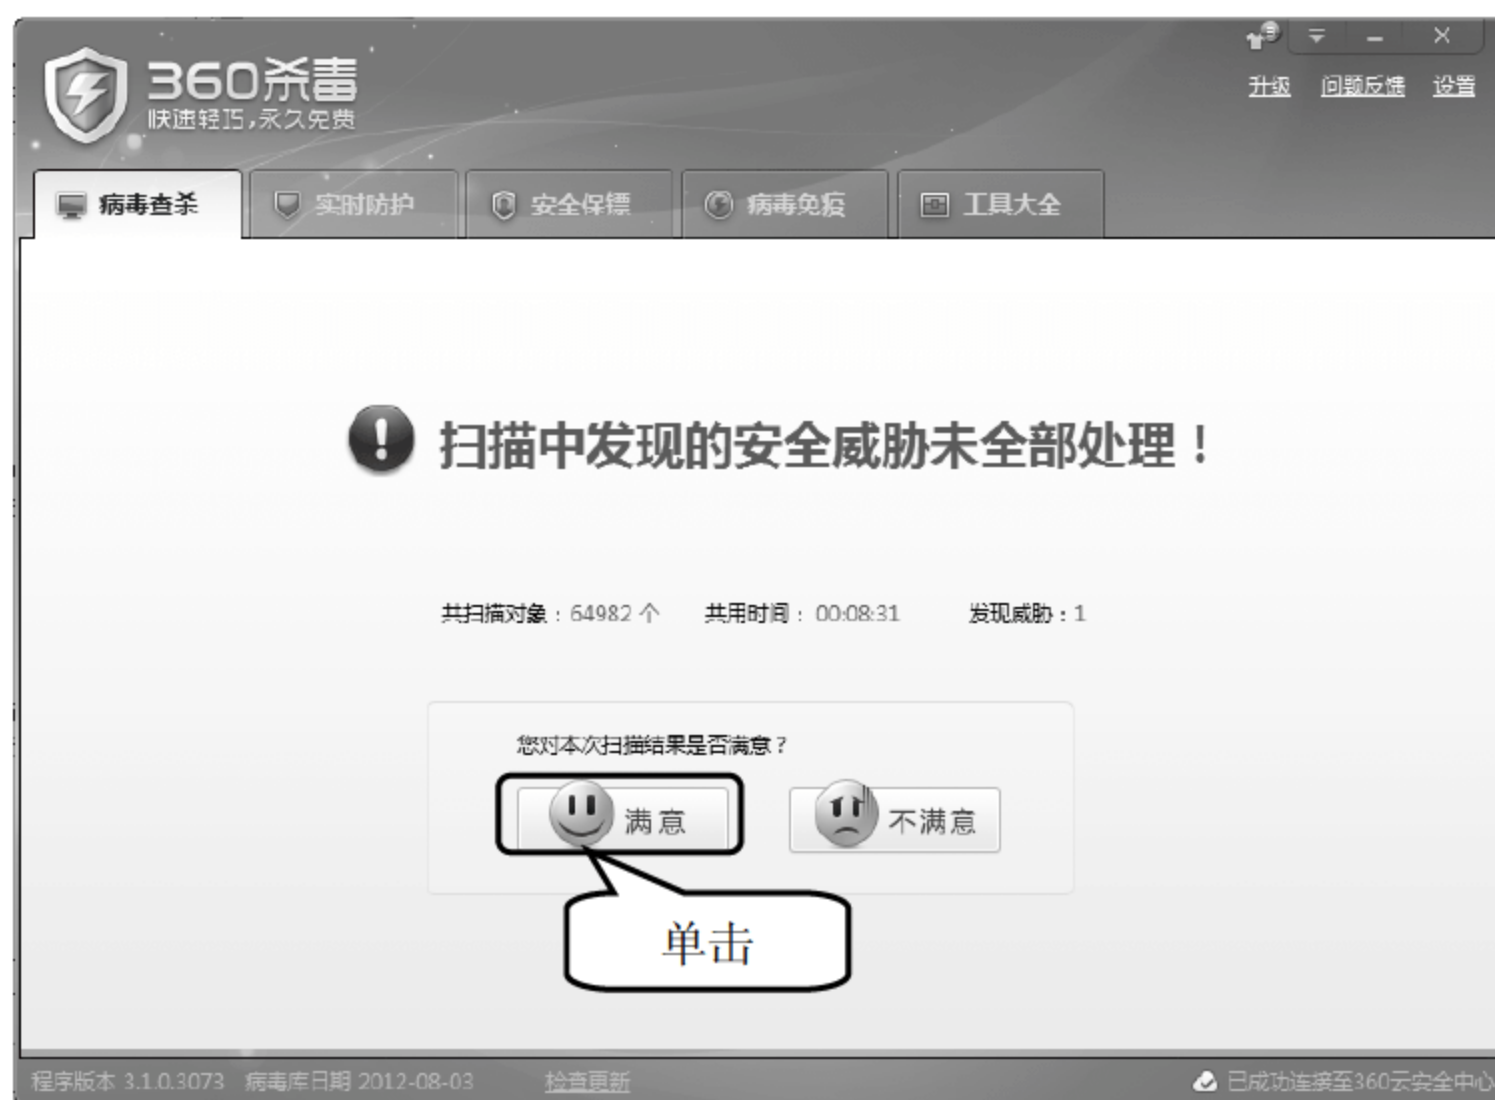 360杀毒
快速轻巧,永久免费
升级 问题反馈 设置
病毒查杀 实时防护 安全保镖 病毒免疫 工具大全
扫描中发现的安全威胁未全部处理！
共扫描对象：64982 个 共用时间：00:08:31 发现威胁：1
您对本次扫描结果是否满意？
满意 不满意
单击
程序版本 3.1.0.3073 病毒库日期 2012-08-03 检查更新 已成功连接至360云安全中心